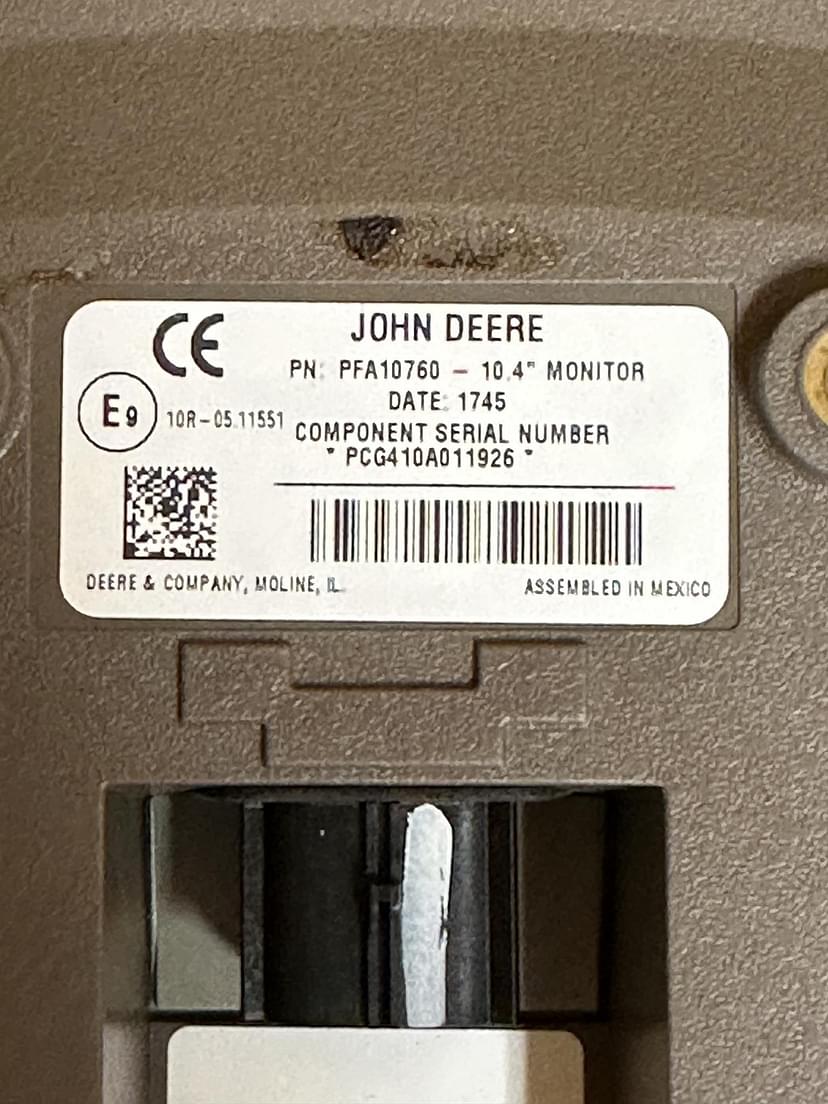 CE
JOHN DEERE
PN: PFA10760 – 10.4" MONITOR
DATE: 1745
E9 10R-05.11551
COMPONENT SERIAL NUMBER
* PCG410A011926 *
DEERE & COMPANY, MOLINE, IL
ASSEMBLED IN MEXICO